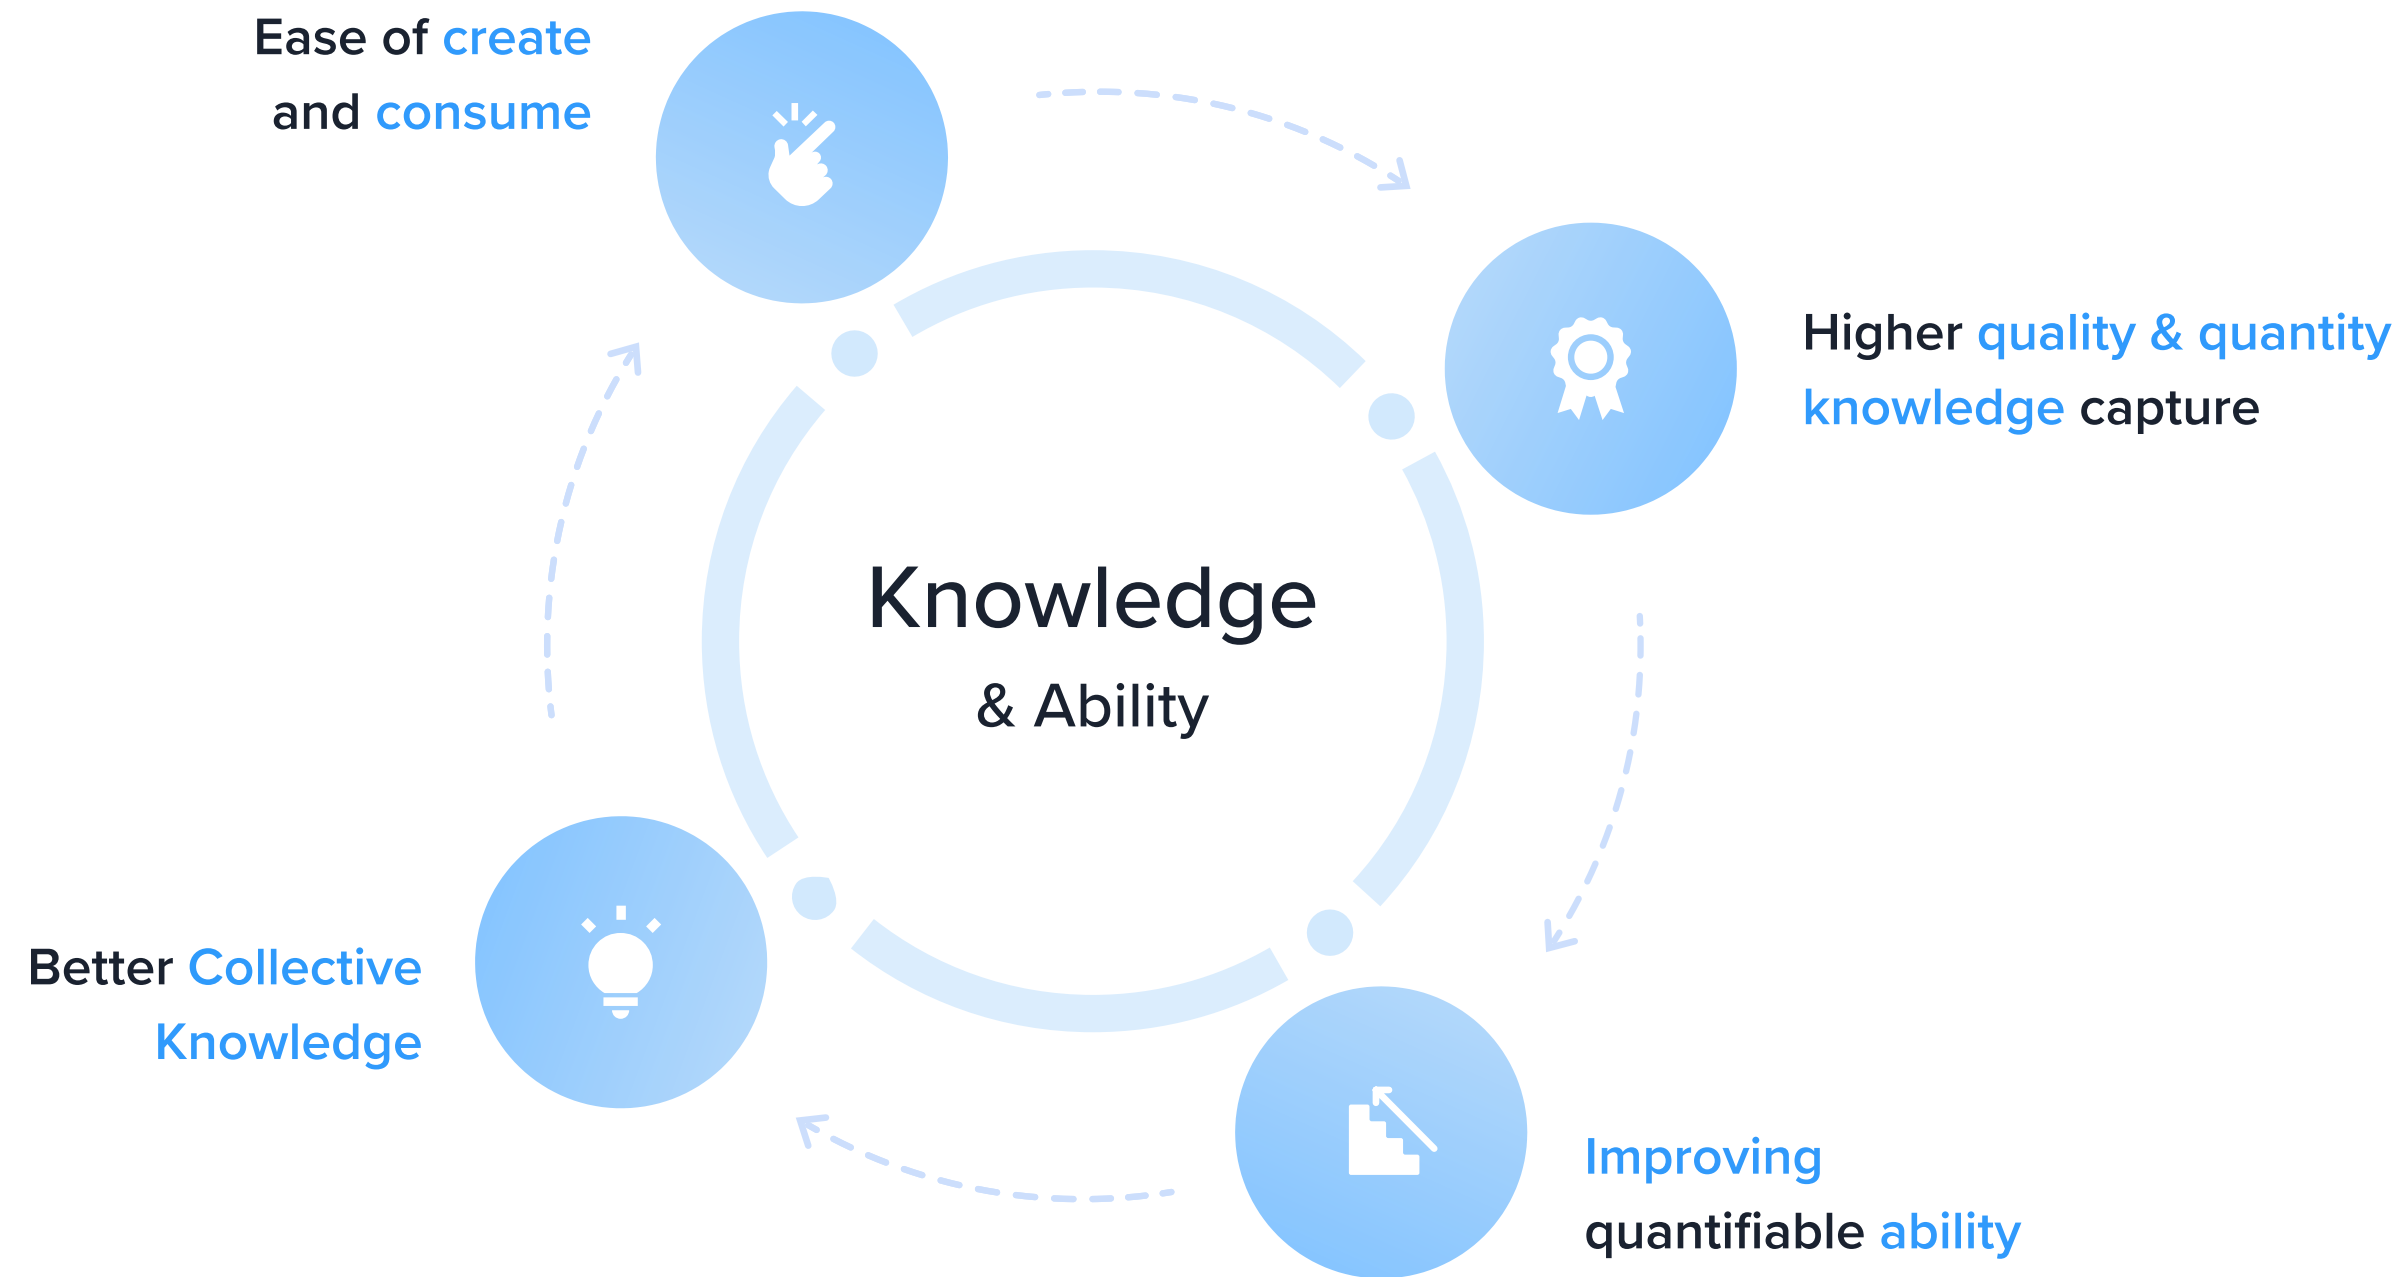 Ease of create
and consume
Higher quality & quantity
knowledge capture
Knowledge
& Ability
Better Collective
Knowledge
Improving
quantifiable ability